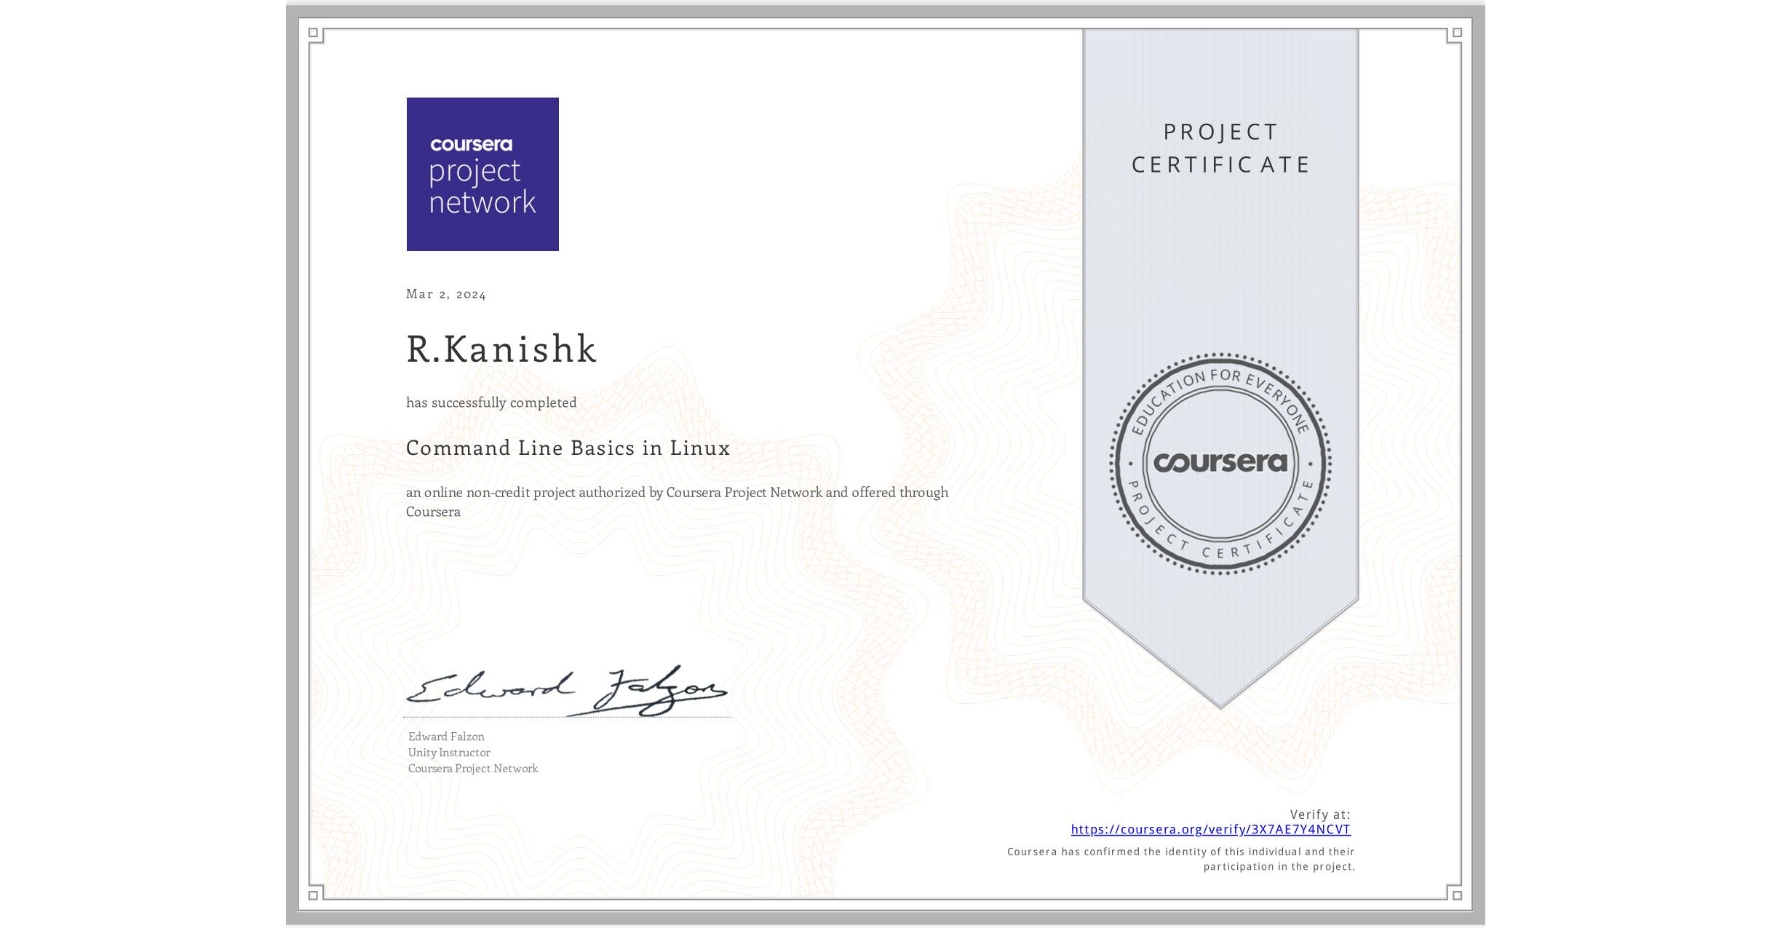 coursera
project
network
PROJECT
CERTIFICATE
Mar 2, 2024
R.Kanishk
has successfully completed
Command Line Basics in Linux
an online non-credit project authorized by Coursera Project Network and offered through
Coursera
EDUCATION FOR EVERYONE
coursera
PROJECT CERTIFICATE
Edward Falzon
Edward Falzon
Unity Instructor
Coursera Project Network
Verify at:
https://coursera.org/verify/3X7AE7Y4NCVT
Coursera has confirmed the identity of this individual and their
participation in the project.